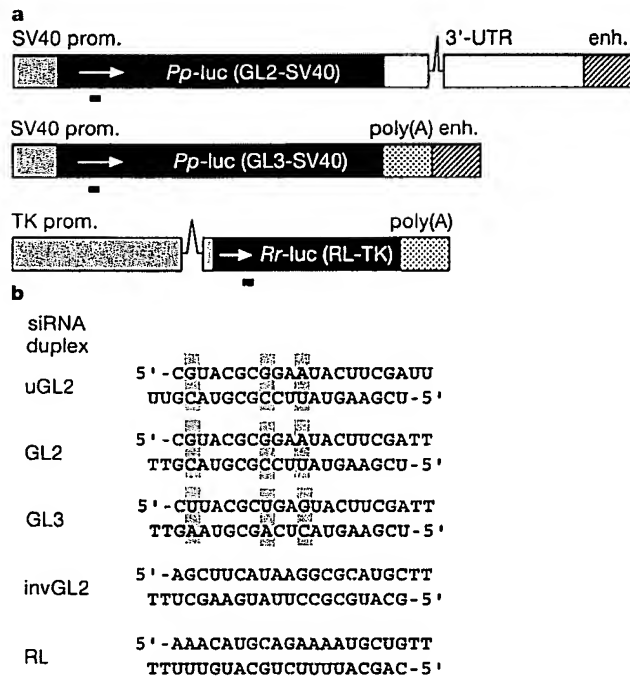 a
SV40 prom. 3'-UTR enh.
Pp-luc (GL2-SV40)
SV40 prom. poly(A) enh.
Pp-luc (GL3-SV40)
TK prom. poly(A)
Rr-luc (RL-TK)
b
siRNA
duplex
uGL2
5'-CGUACGCGGAAUACUUCGAUU
UUGCAUGCGCCUUAUGAAGCU-5'
GL2
5'-CGUACGCGGAAUACUUCGATT
TTGCAUGCGCCUUAUGAAGCU-5'
GL3
5'-CUUACGCUGAGUACUUCGATT
TTGAAUGCGACUCAUGAAGCU-5'
invGL2
5'-AGCUUCAUAAGGCGCAUGCTT
TTUCGAAGUAUUCCGCGUACG-5'
RL
5'-AAACAUGCAGAAAAUGCUGTT
TTUUUGUACGUCUUUUACGAC-5'